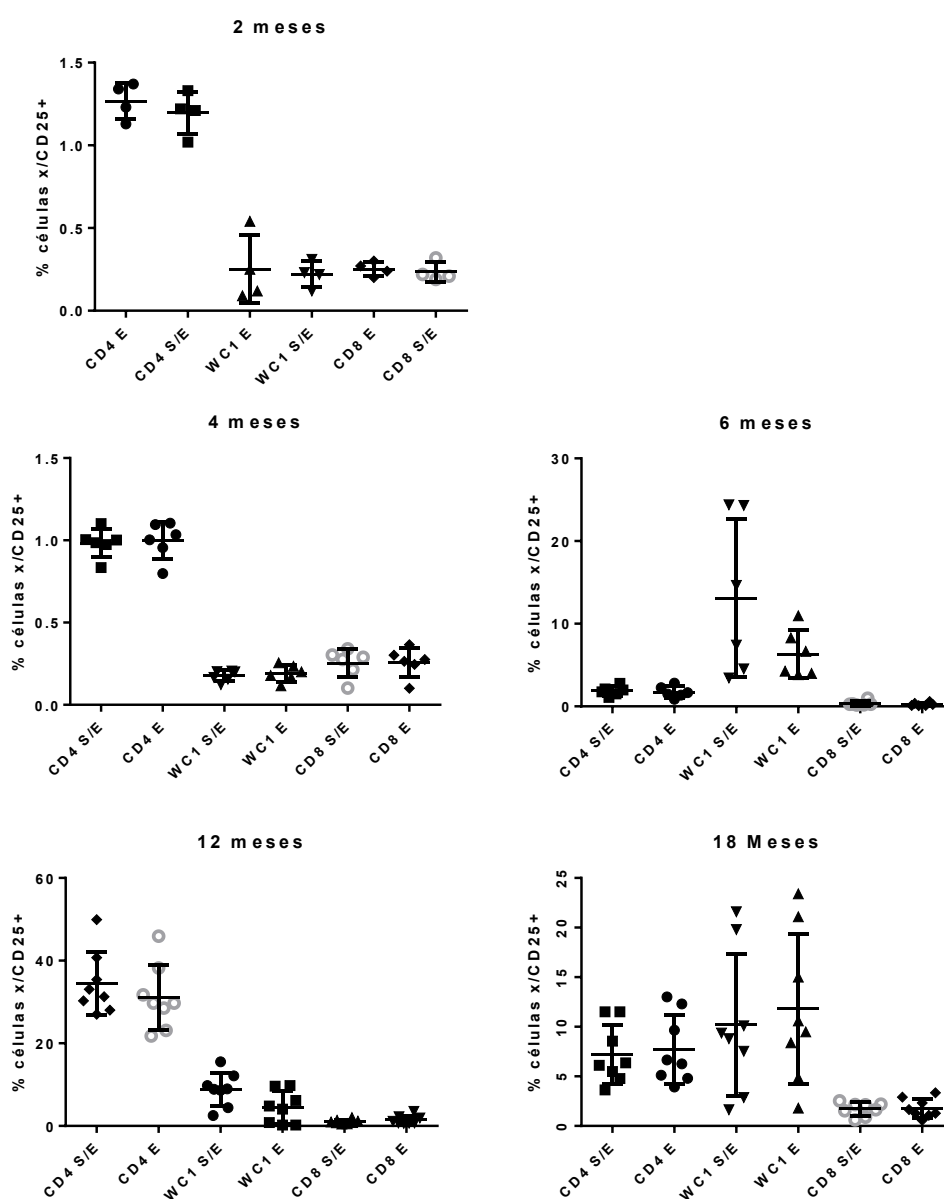 2 meses
% células x/CD25+
1.5
1.0
0.5
0.0
CD4 E
CD4 S/E
WC1 E
WC1 S/E
CD8 E
CD8 S/E
4 meses
% células x/CD25+
1.5
1.0
0.5
0.0
CD4 S/E
CD4 E
WC1 S/E
WC1 E
CD8 S/E
CD8 E
6 meses
% células x/CD25+
30
20
10
0
CD4 S/E
CD4 E
WC1 S/E
WC1 E
CD8 S/E
CD8 E
12 meses
% células x/CD25+
60
40
20
0
CD4 S/E
CD4 E
WC1 S/E
WC1 E
CD8 S/E
CD8 E
18 Meses
% células x/CD25+
25
20
15
10
5
0
CD4 S/E
CD4 E
WC1 S/E
WC1 E
CD8 S/E
CD8 E